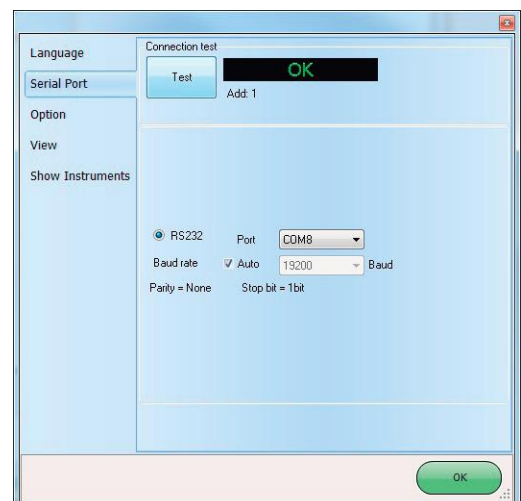 Language
Serial Port
Option
View
Show Instruments
Connection test
Test
OK
Add: 1
RS232 Port COM8
Baud rate Auto 19200 Baud
Parity = None Stop bit = 1bit
OK